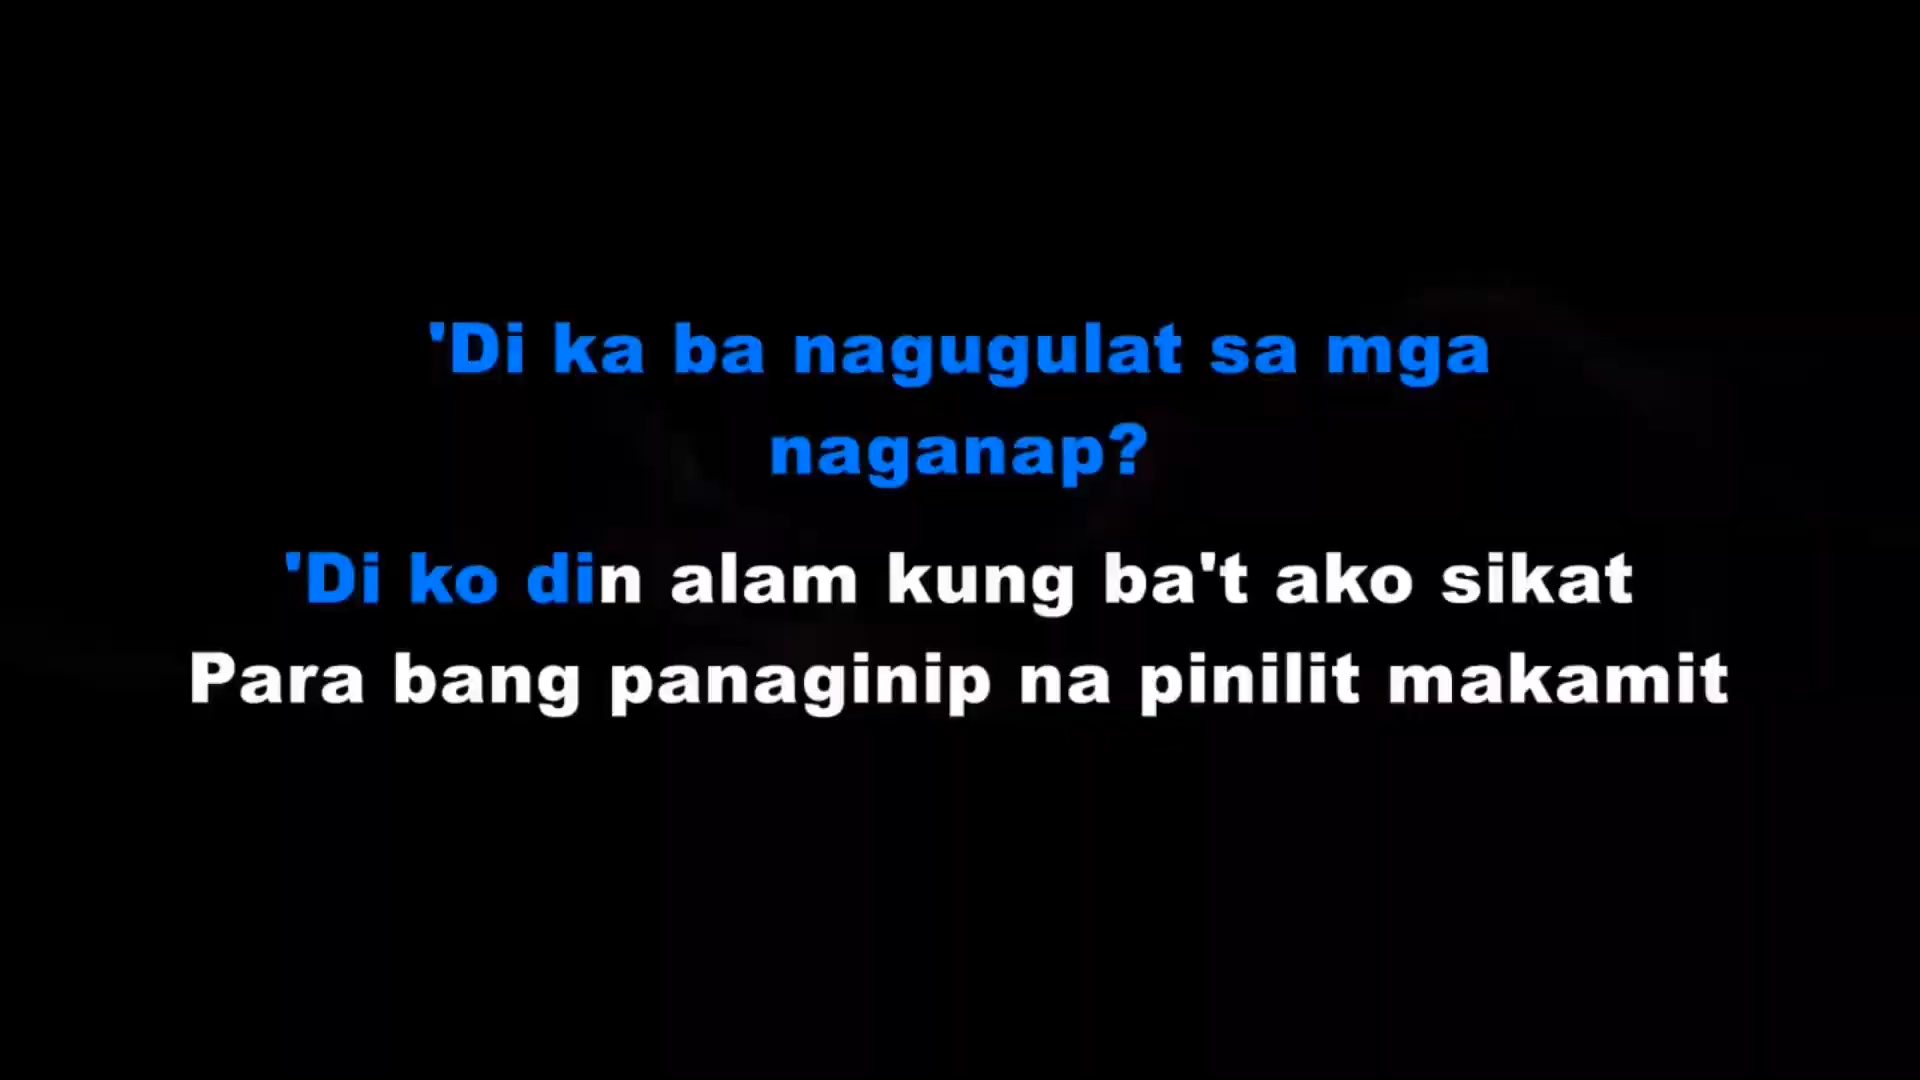 'Di ka ba nagugulat sa mga
naganap?
'Di ko din alam kung ba't ako sikat
Para bang panaginip na pinilit makamit